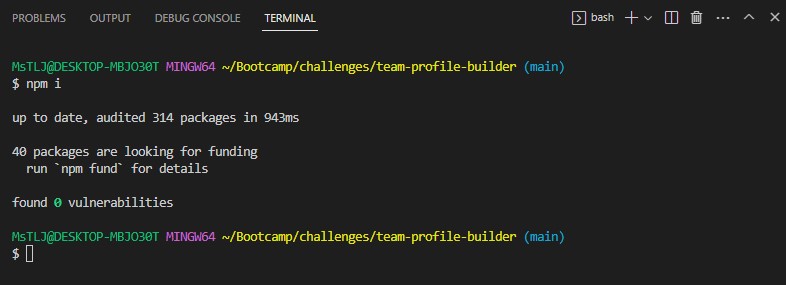 PROBLEMS OUTPUT DEBUG CONSOLE TERMINAL bash
MsTLJ@DESKTOP-MBJO30T MINGW64 ~/Bootcamp/challenges/team-profile-builder (main)
$ npm i
up to date, audited 314 packages in 943ms
40 packages are looking for funding
  run `npm fund` for details
found 0 vulnerabilities
MsTLJ@DESKTOP-MBJO30T MINGW64 ~/Bootcamp/challenges/team-profile-builder (main)
$